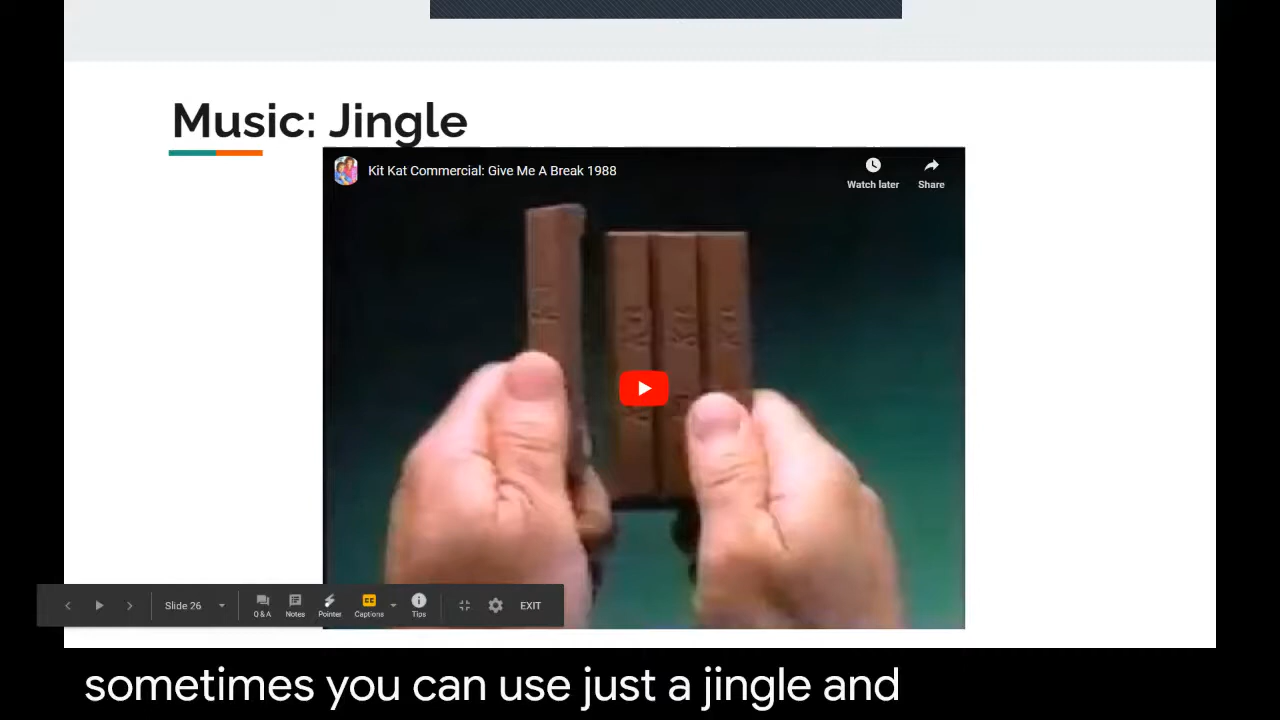 Music: Jingle
Kit Kat Commercial: Give Me A Break 1988
Watch later
Share
Slide 26
Q & A
Notes
Pointer
Captions
Tips
EXIT
sometimes you can use just a jingle and